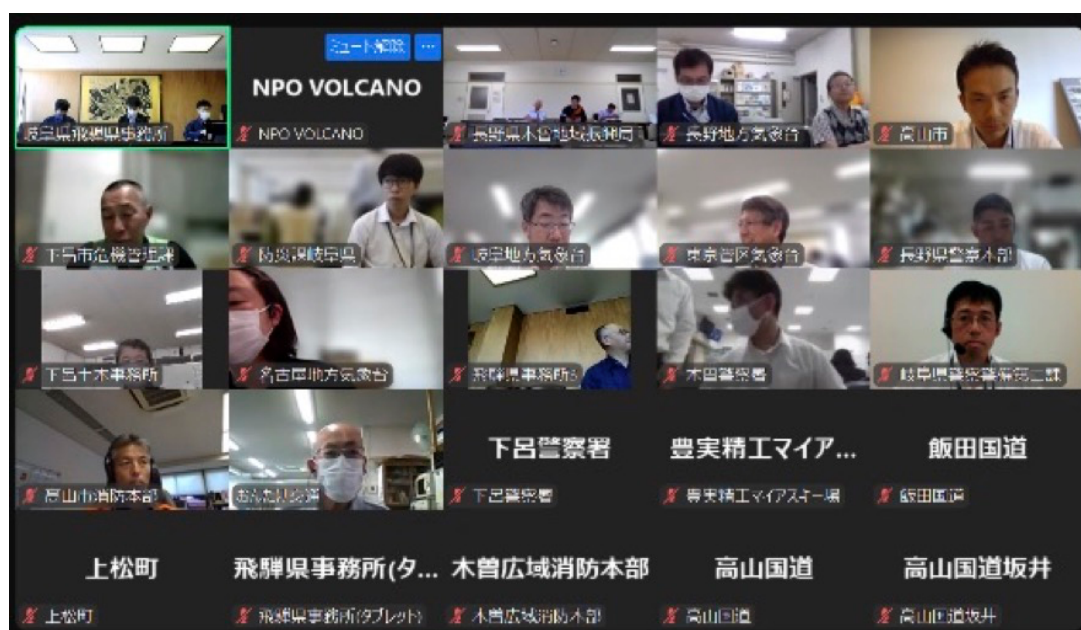 岐阜県飛騨県事務所
ミュート解除 ...
NPO VOLCANO
NPO VOLCANO
長野県木曽地域振興局
長野地方気象台
高山市
下呂市危機管理課
防災課岐阜県
岐阜地方気象台
東京管区気象台
長野県警察本部
下呂土木事務所
名古屋地方気象台
飛騨県事務所3
木曽警察署
岐阜県警察警備第二課
高山市消防本部
下呂警察署
下呂警察署
豊実精工マイア...
豊実精工マイアスキー場
飯田国道
飯田国道
上松町
上松町
飛騨県事務所(タ...
飛騨県事務所(タブレット)
木曽広域消防本部
木曽広域消防本部
高山国道
高山国道
高山国道坂井
高山国道坂井